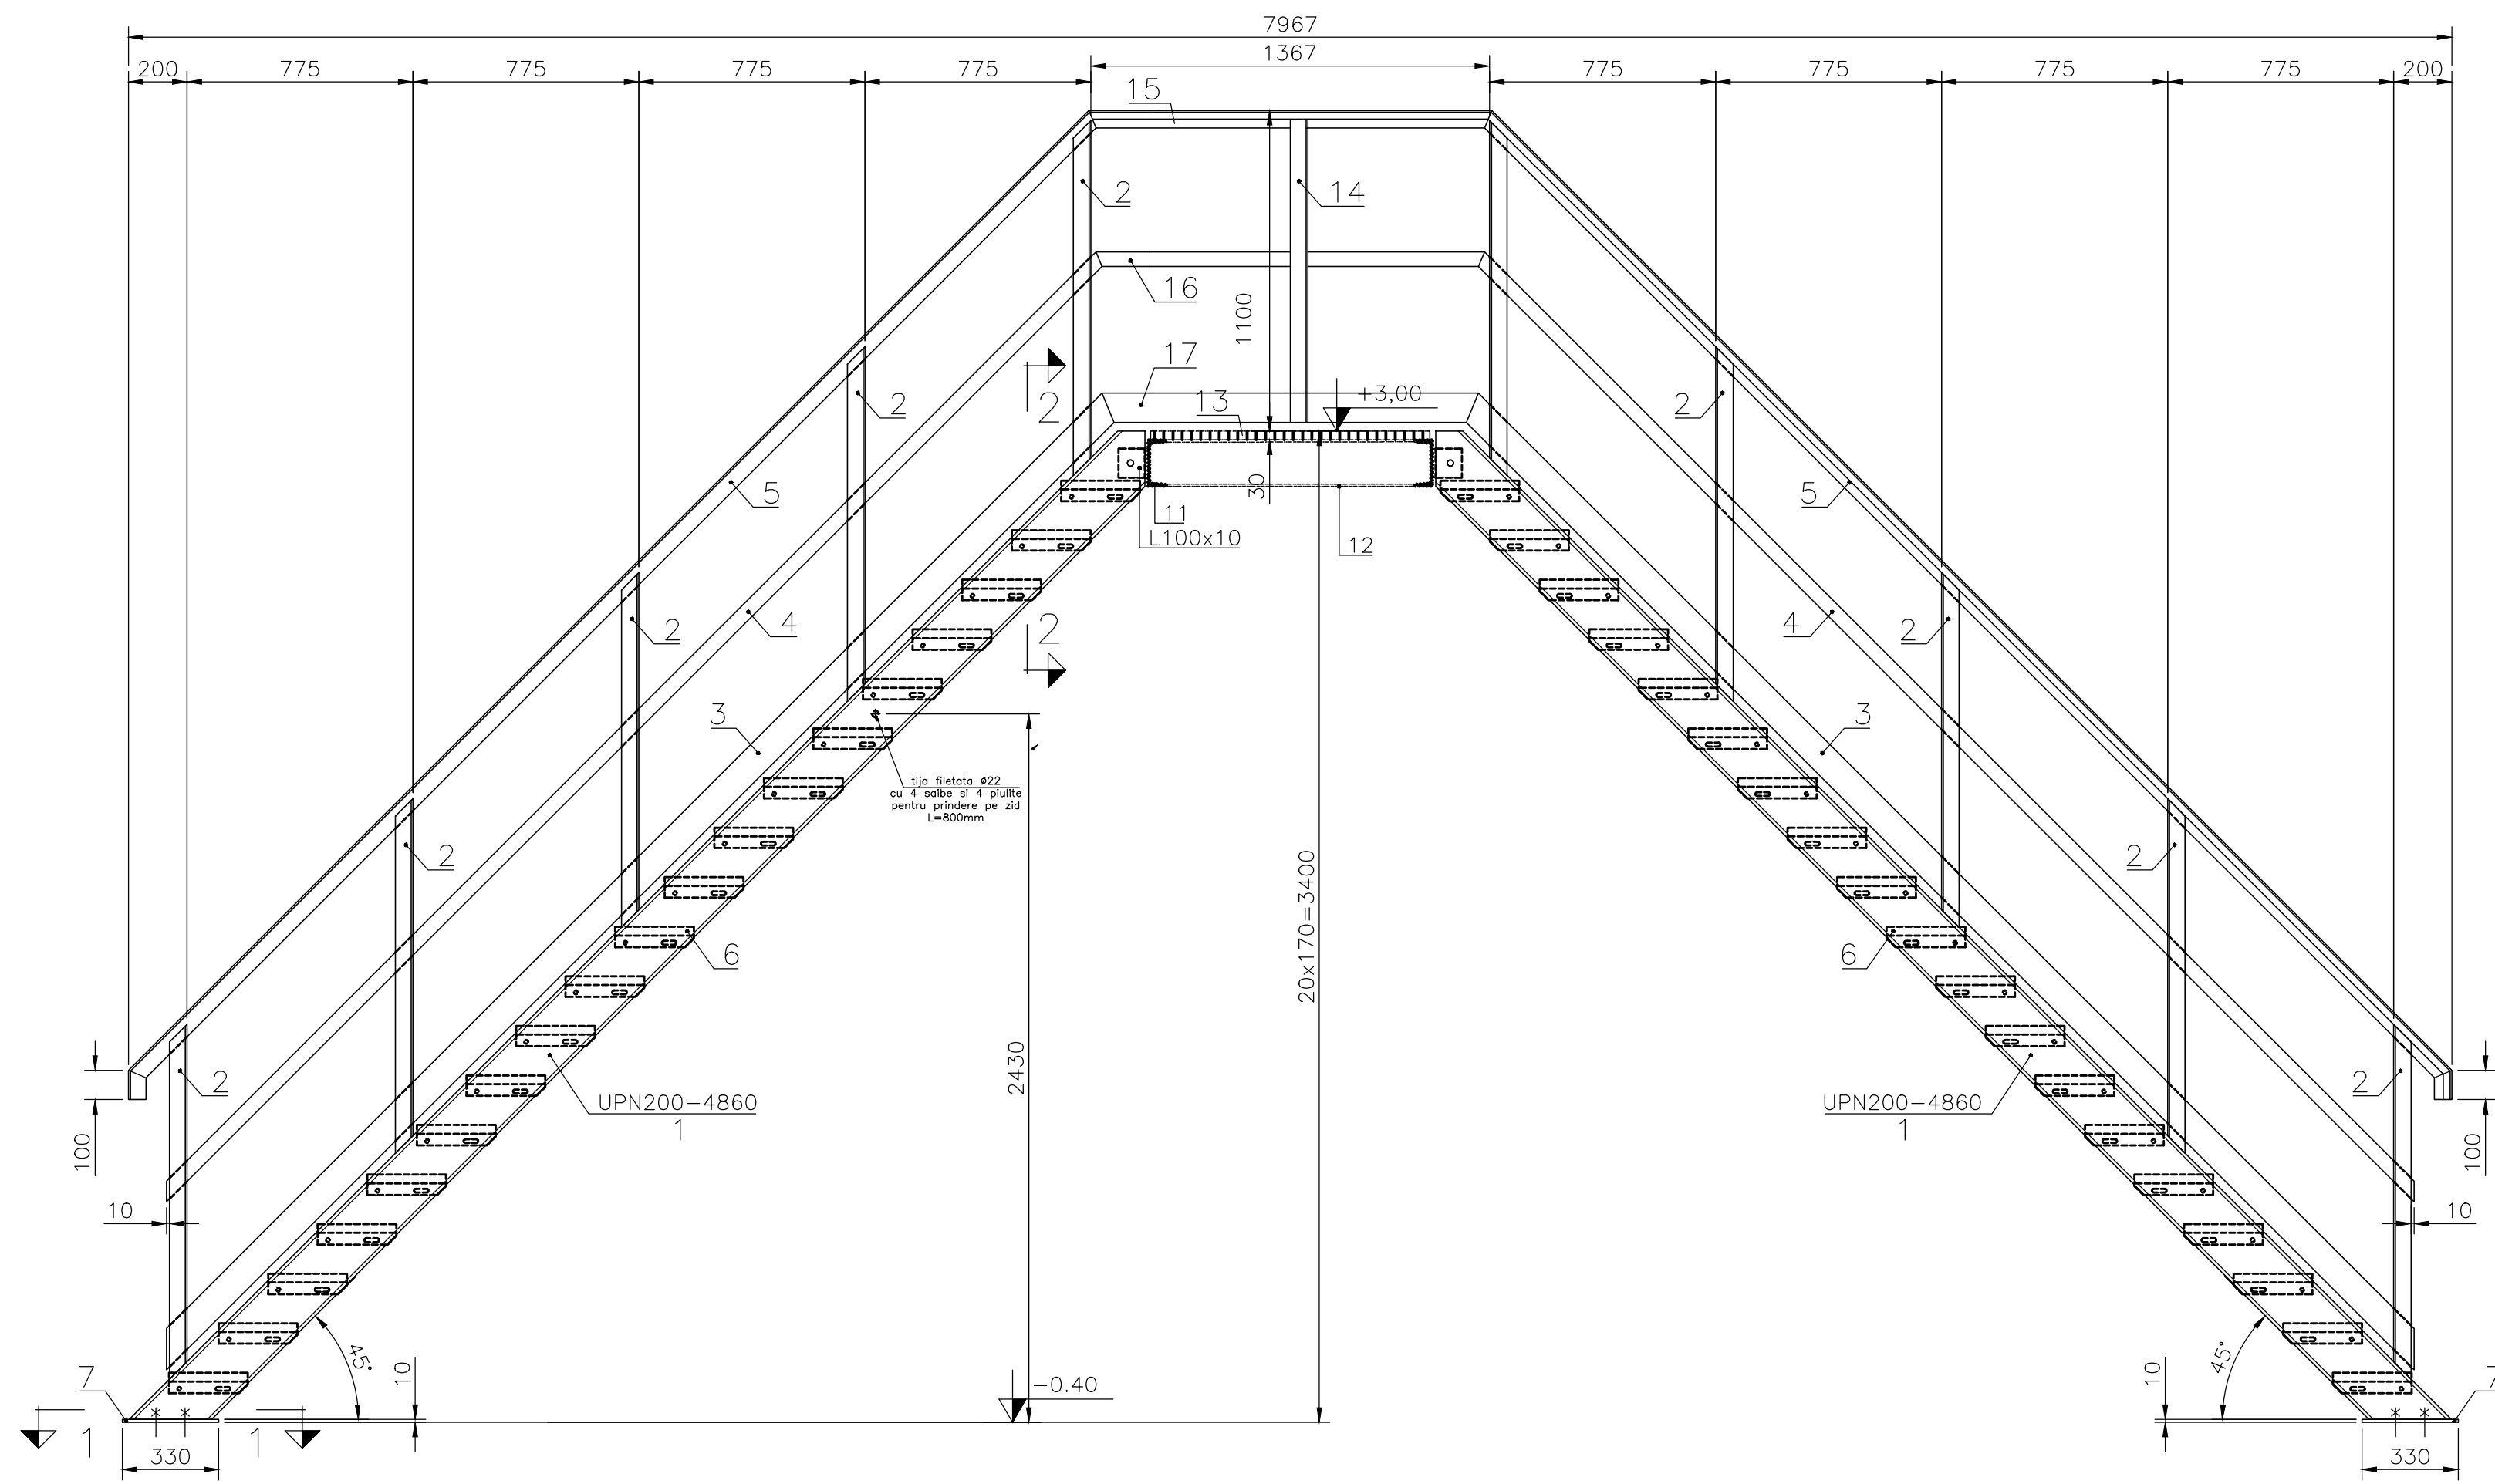 7967
1367
200 775 775 775 775 775 775 775 775 200
15
2 14
16
1100
17
2 2 13 +3,00 2
5 30 5
11
L100x10 12
2 4 2 4 2
3 3
tija filetata ø22
cu 4 saibe si 4 piulite
pentru prindere pe zid
L=800mm
2 2
20x170=3400
6 6
2430
2 2
UPN200-4860 UPN200-4860
1 1
100 100
10 10
45° 45°
7 10 -0.40 10 7
1 1
330 330